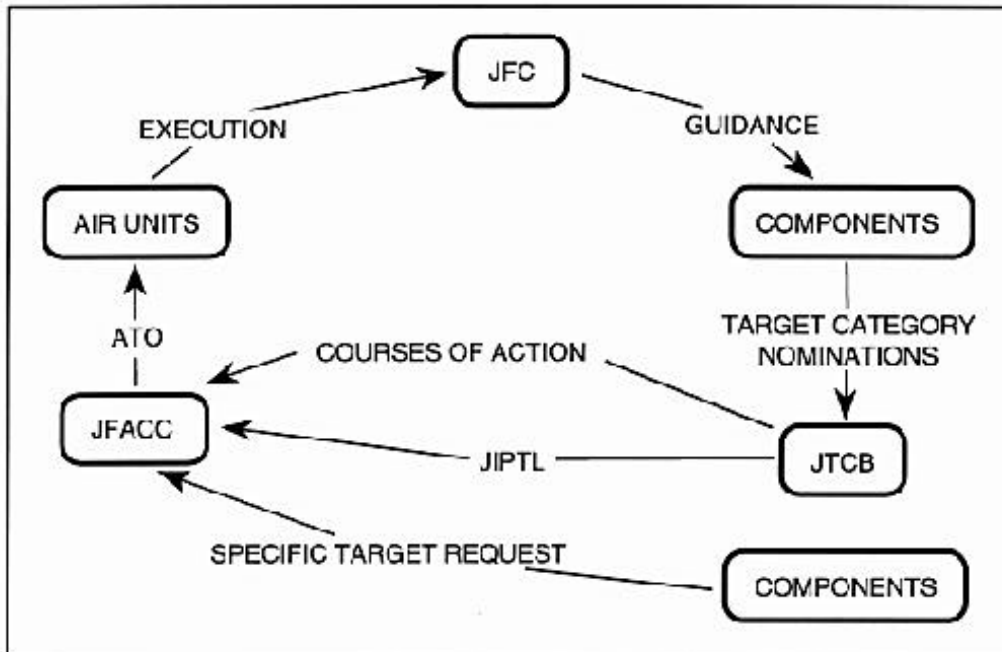 JFC
EXECUTION
GUIDANCE
AIR UNITS
COMPONENTS
ATO
COURSES OF ACTION
TARGET CATEGORY
NOMINATIONS
JFACC
JIPTL
JTCB
SPECIFIC TARGET REQUEST
COMPONENTS